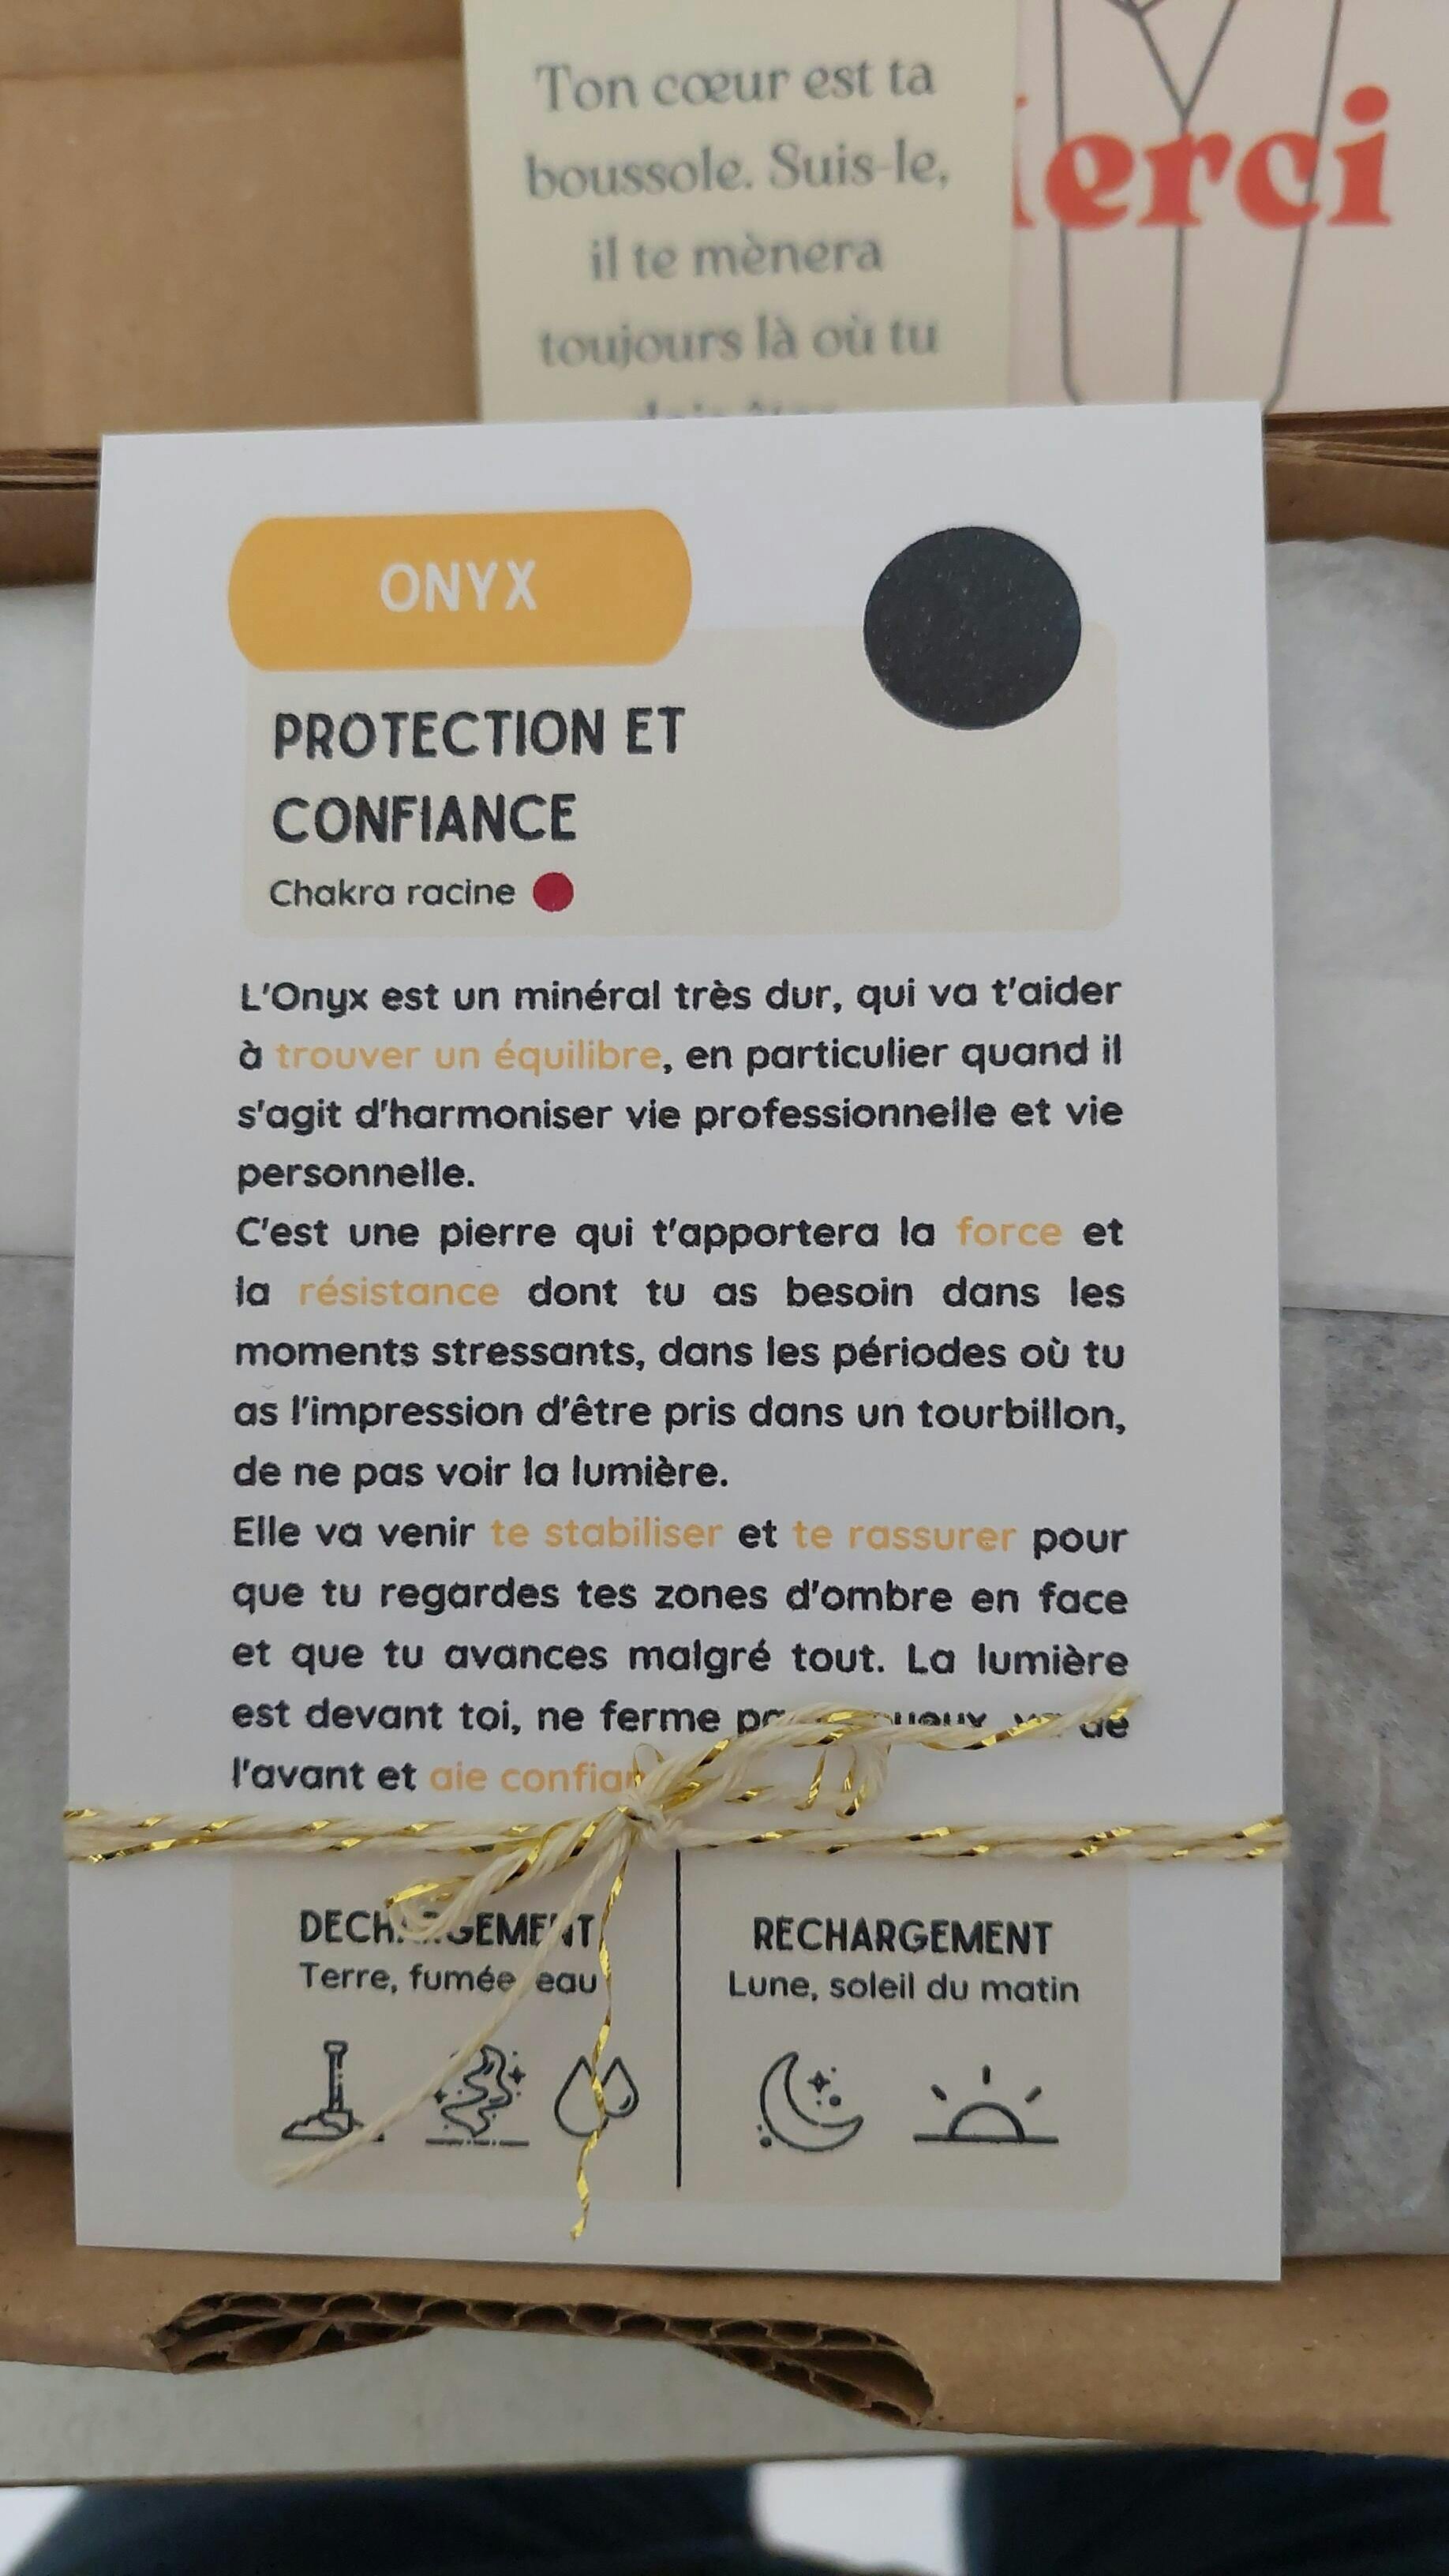 Ton cœur est ta
boussole. Suis-le,
il te mènera
toujours là où tu
erci
ONYX
PROTECTION ET
CONFIANCE
Chakra racine
L'Onyx est un minéral très dur, qui va t'aider
à trouver un équilibre, en particulier quand il
s'agit d'harmoniser vie professionnelle et vie
personnelle.
C'est une pierre qui t'apportera la force et
la résistance dont tu as besoin dans les
moments stressants, dans les périodes où tu
as l'impression d'être pris dans un tourbillon,
de ne pas voir la lumière.
Elle va venir te stabiliser et te rassurer pour
que tu regardes tes zones d'ombre en face
et que tu avances malgré tout. La lumière
est devant toi, ne ferme de
l'avant et aie
DECHARGEMENT
Terre, fumée, eau
RECHARGEMENT
Lune, soleil du matin